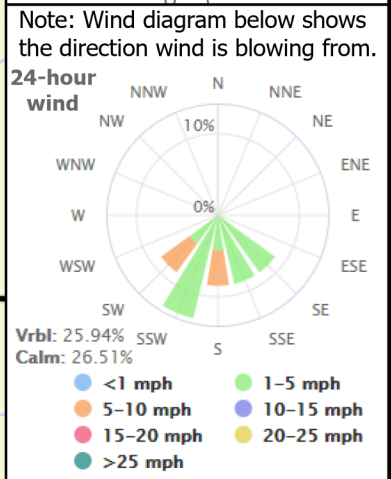 Note: Wind diagram below shows
the direction wind is blowing from.
24-hour
wind
N
NNW
NNE
NW
NE
10%
WNW
ENE
0%
W
E
WSW
ESE
SW
SE
Vrbl: 25.94%
SSW
SSE
S
Calm: 26.51%
<1 mph
1-5 mph
5-10 mph
10-15 mph
15-20 mph
20-25 mph
>25 mph